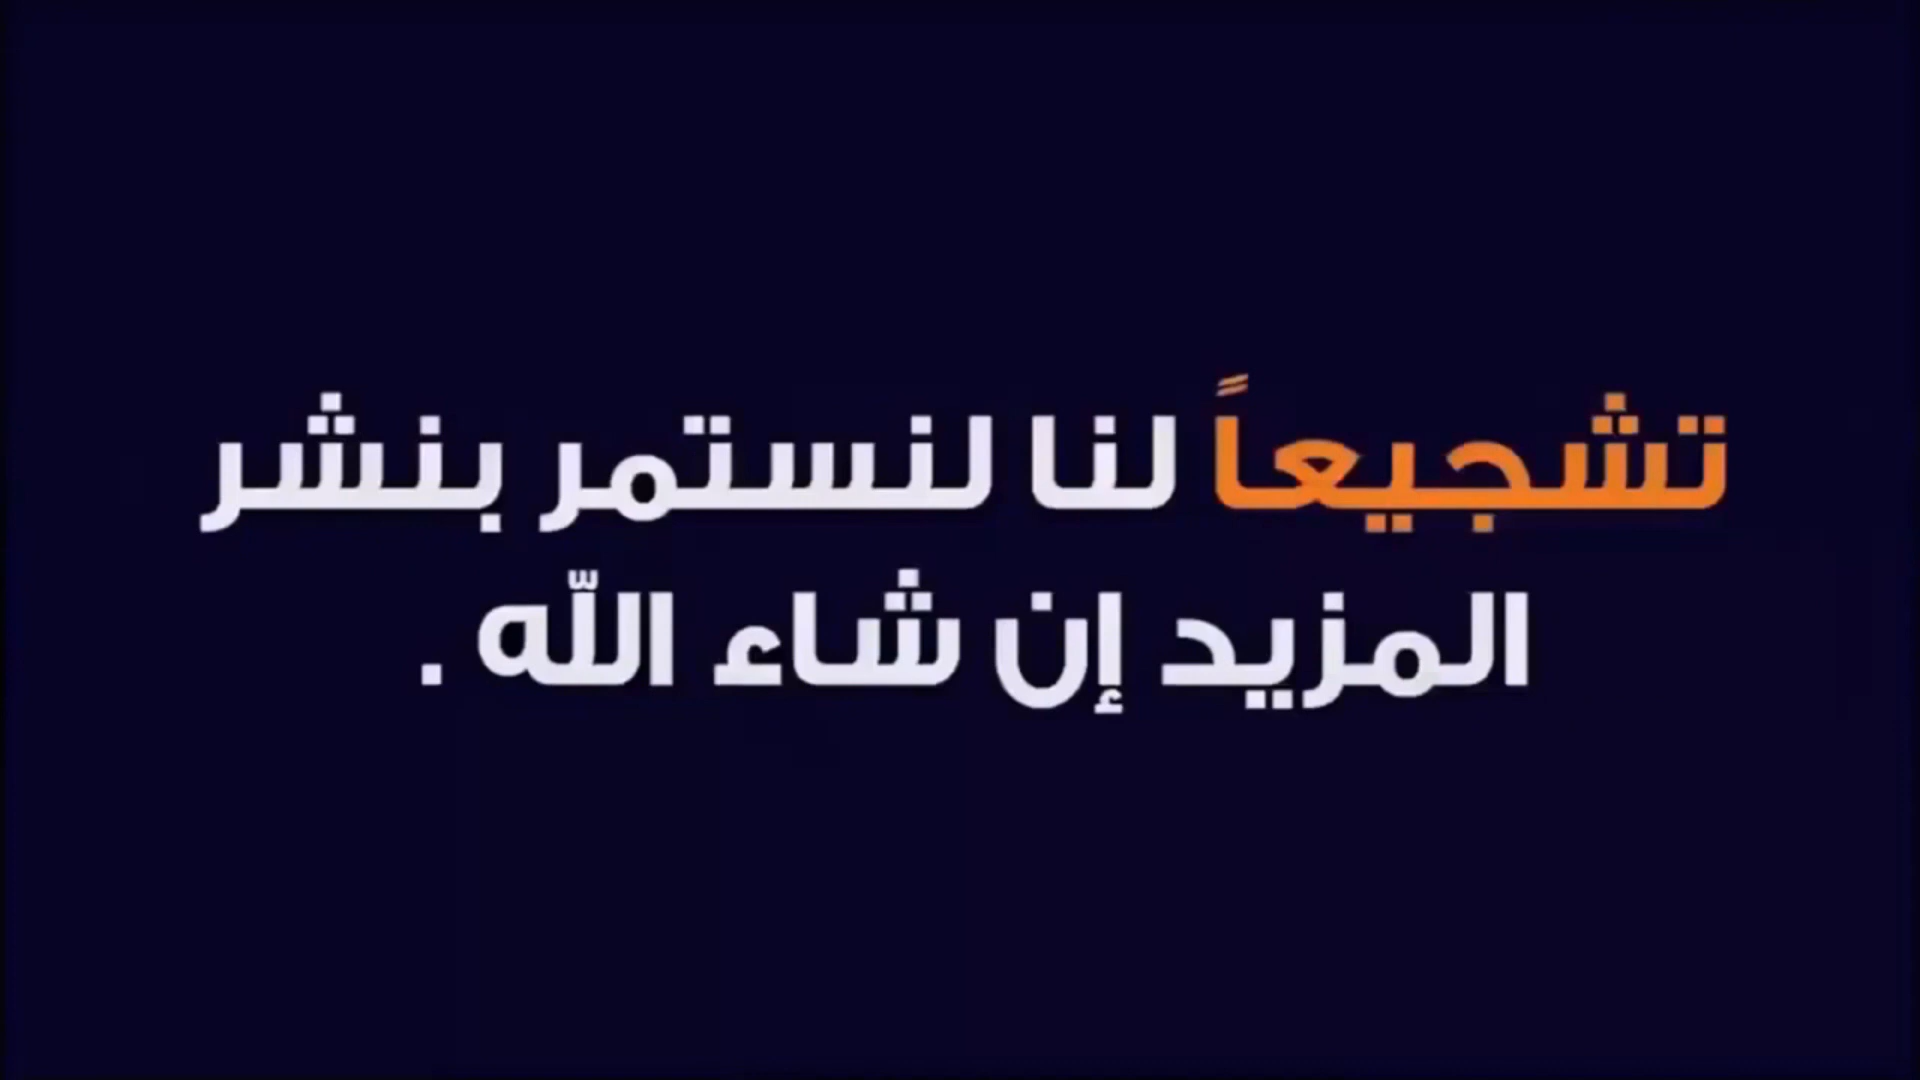 تشجيعاً لنا لنستمر بنشر
المزيد إن شاء اللّه .